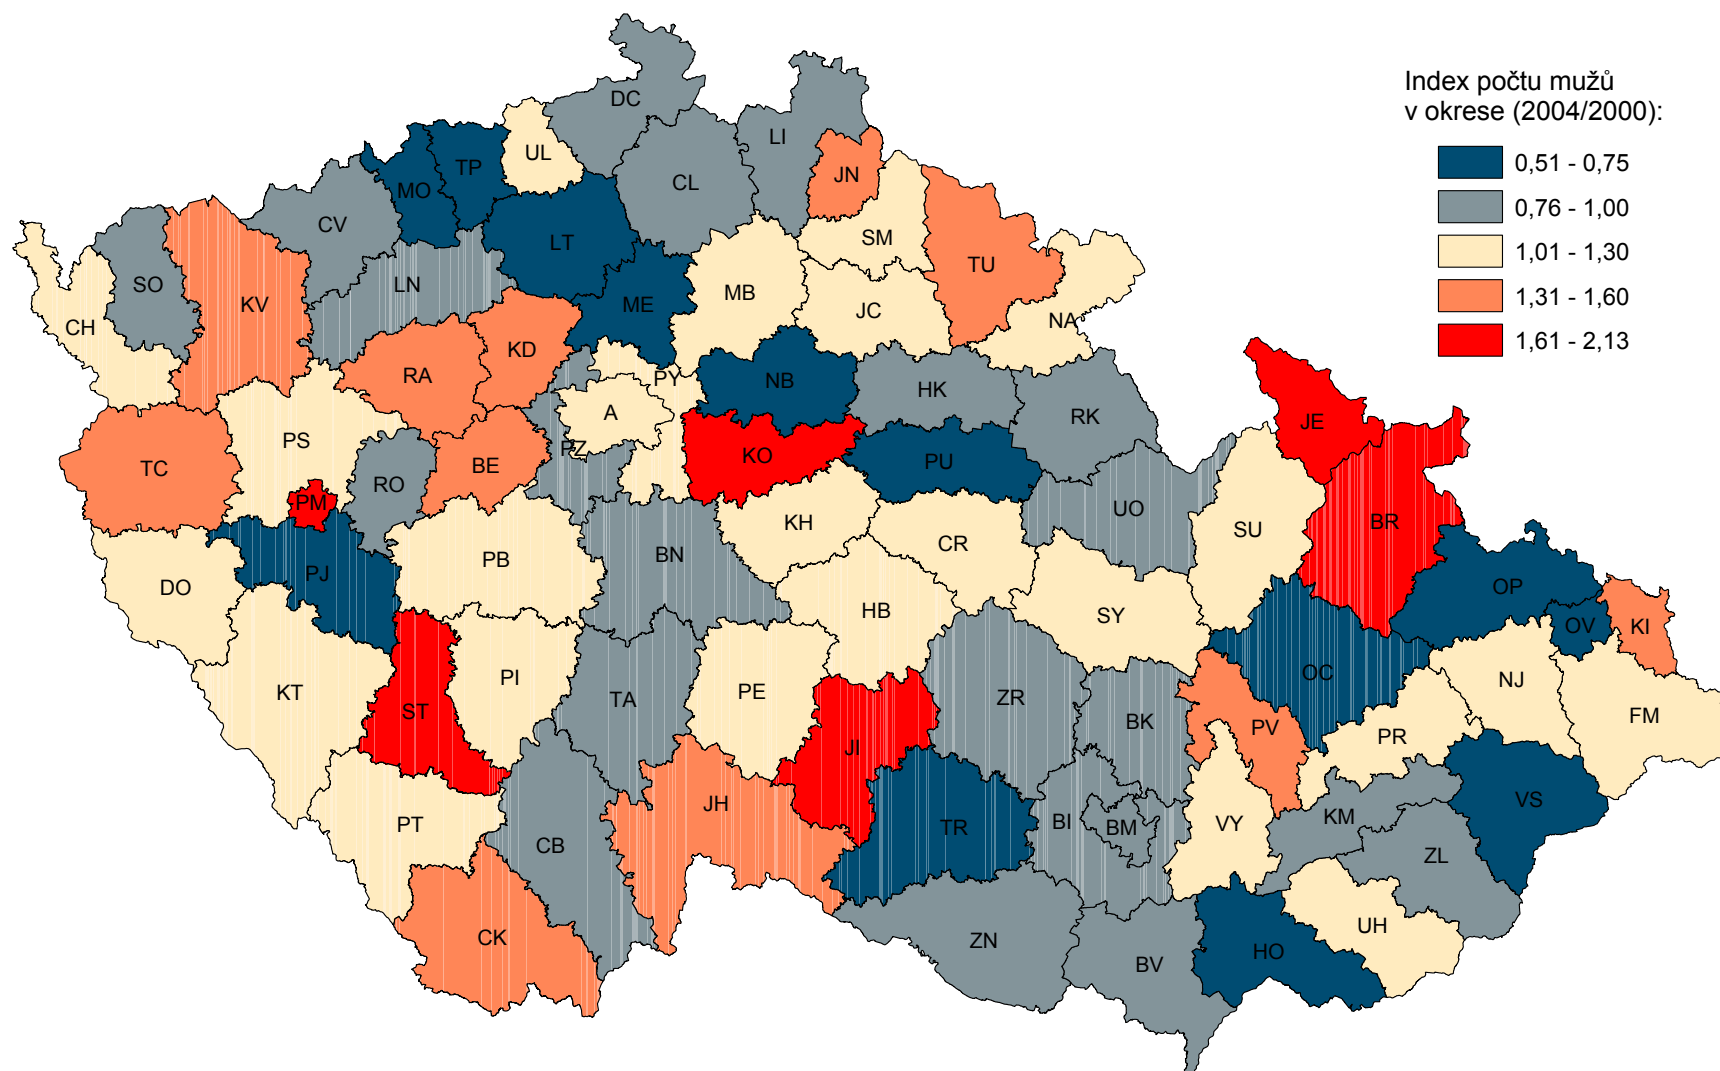 Index počtu mužů
v okrese (2004/2000):
0,51 - 0,75
0,76 - 1,00
1,01 - 1,30
1,31 - 1,60
1,61 - 2,13
DC
LI
UL
TP
MO
CL
JN
CV
LT
SM
TU
SO
LN
KV
ME
MB
JC
NA
CH
KD
RA
PY
NB
HK
RK
A
JE
PS
TC
BE
PZ
KO
PU
RO
PM
UO
SU
BR
KH
CR
PB
BN
PJ
DO
OP
HB
SY
OV
KI
KT
PI
TA
PE
ZR
OC
NJ
ST
BK
FM
JI
PV
PR
JH
VS
PT
CB
TR
BI
BM
VY
KM
ZL
CK
ZN
BV
HO
UH